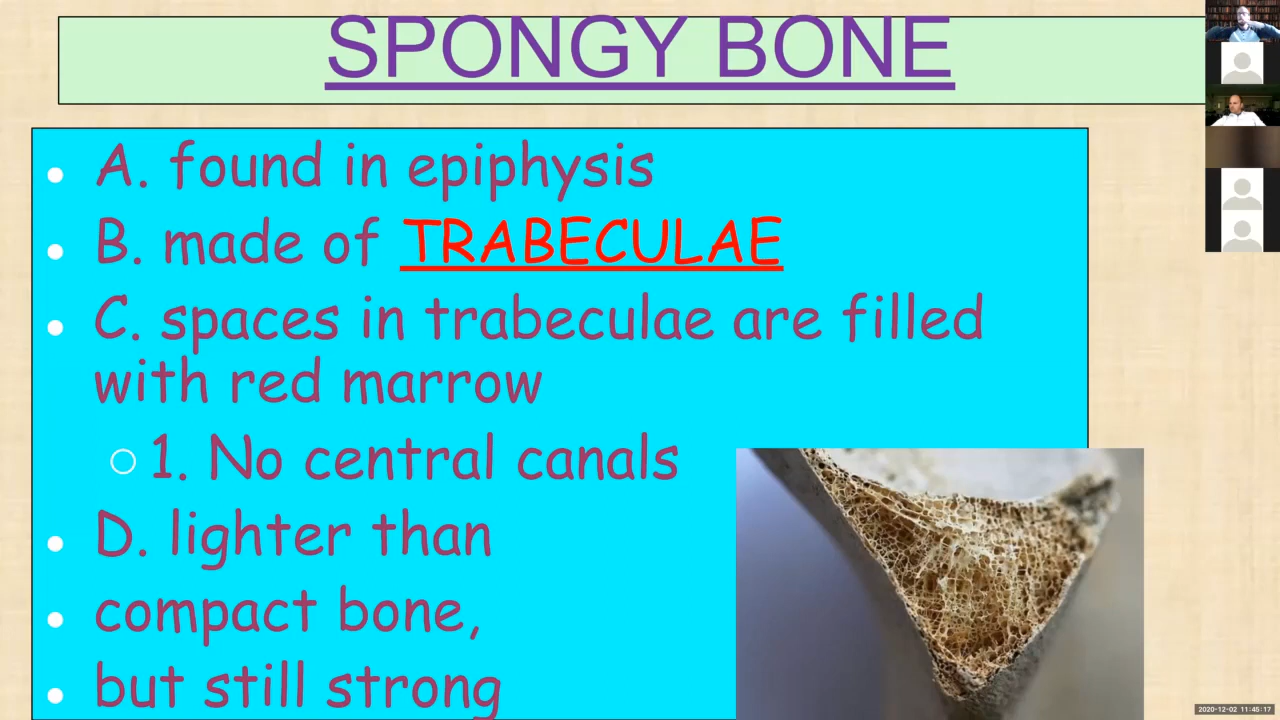 SPONGY BONE
A. found in epiphysis
B. made of TRABECULAE
C. spaces in trabeculae are filled
with red marrow
1. No central canals
D. lighter than
compact bone,
but still strong
2020-12-02 11:45:17